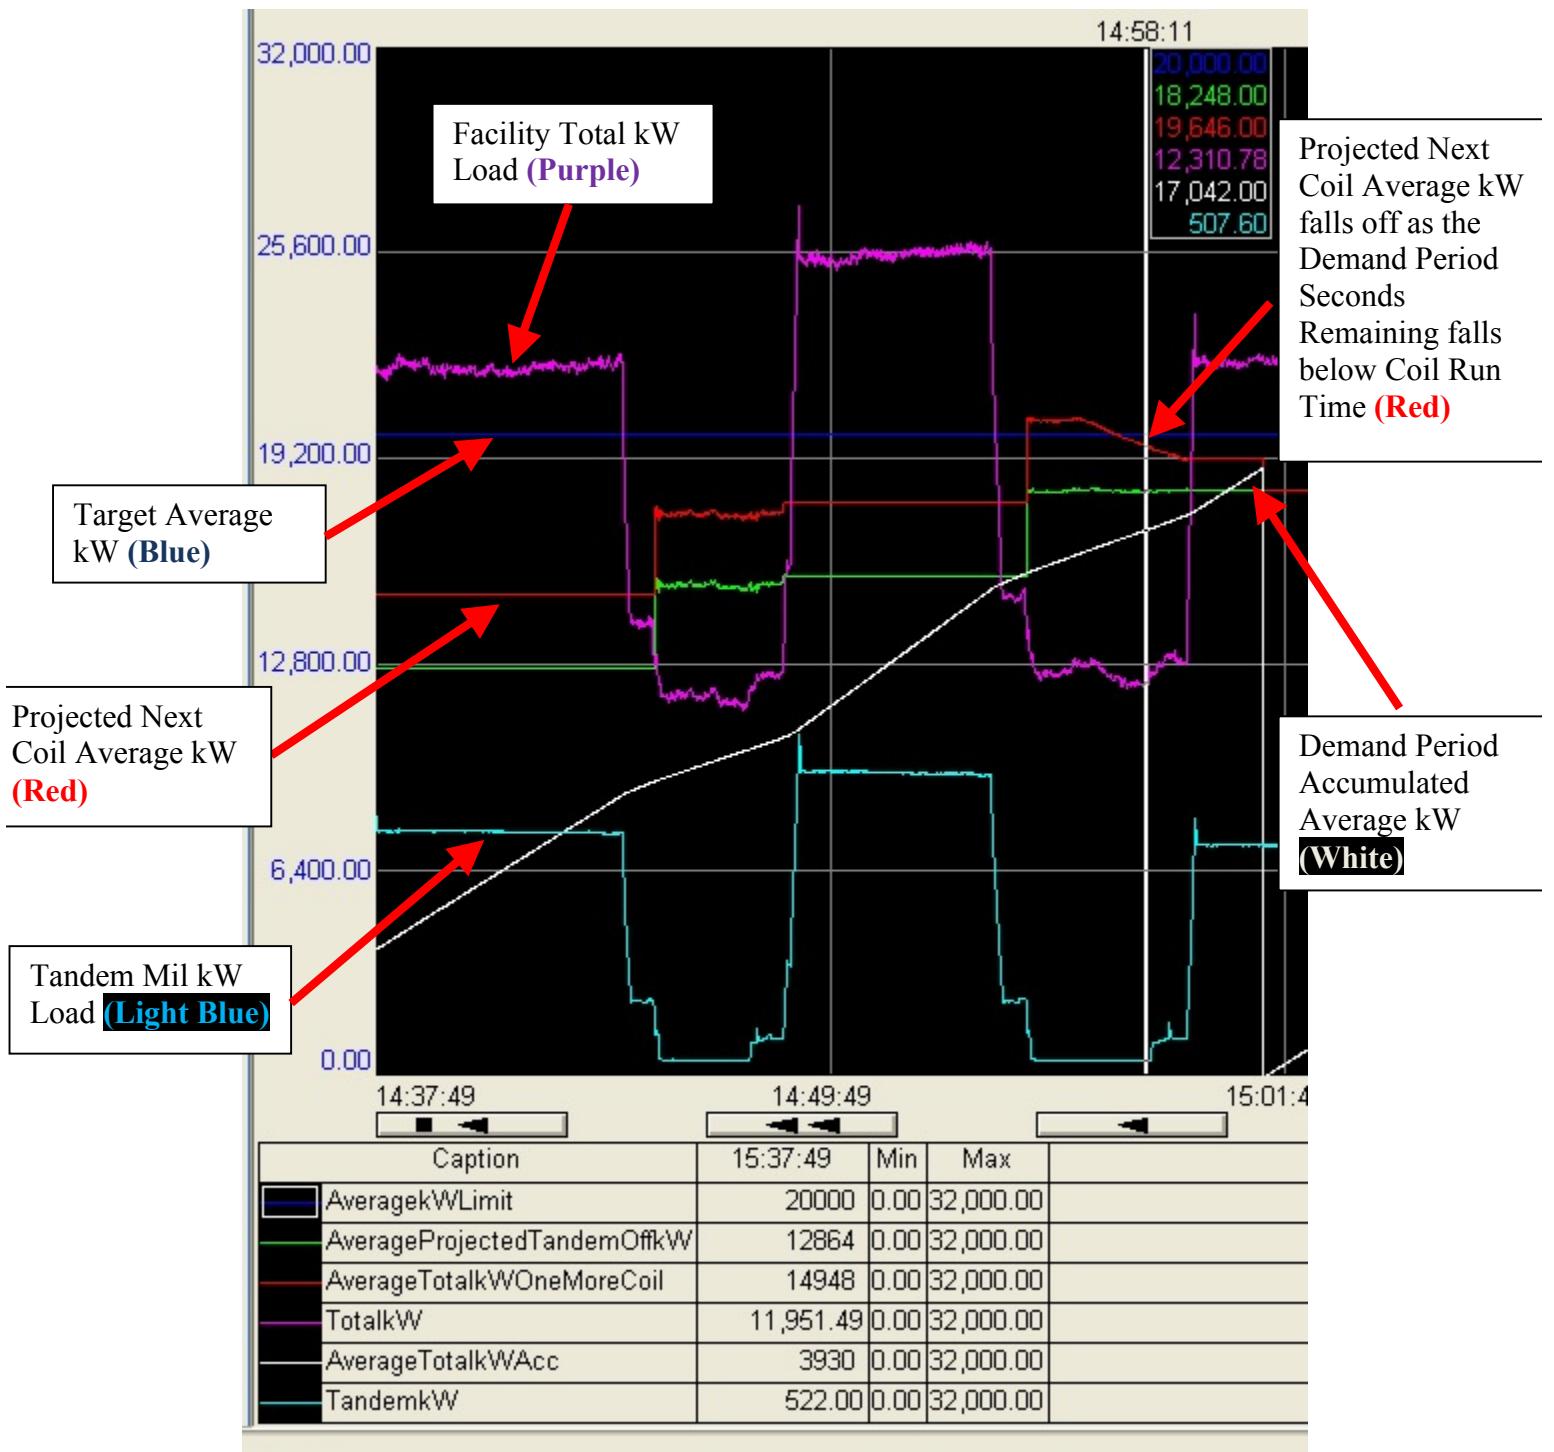 14:58:11
32,000.00
20,000.00
18,248.00
19,646.00
12,310.78
17,042.00
507.60
Facility Total kW
Load (Purple)
Projected Next
Coil Average kW
falls off as the
Demand Period
Seconds
Remaining falls
below Coil Run
Time (Red)
25,600.00
19,200.00
Target Average
kW (Blue)
12,800.00
Projected Next
Coil Average kW
(Red)
Demand Period
Accumulated
Average kW
(White)
6,400.00
Tandem Mil kW
Load (Light Blue)
0.00
14:37:49 14:49:49 15:01:4
Caption 15:37:49 Min Max
AveragekWLimit 20000 0.00 32,000.00
AverageProjectedTandemOffkW 12864 0.00 32,000.00
AverageTotalkWOneMoreCoil 14948 0.00 32,000.00
TotalkW 11,951.49 0.00 32,000.00
AverageTotalkWAcc 3930 0.00 32,000.00
TandemkW 522.00 0.00 32,000.00